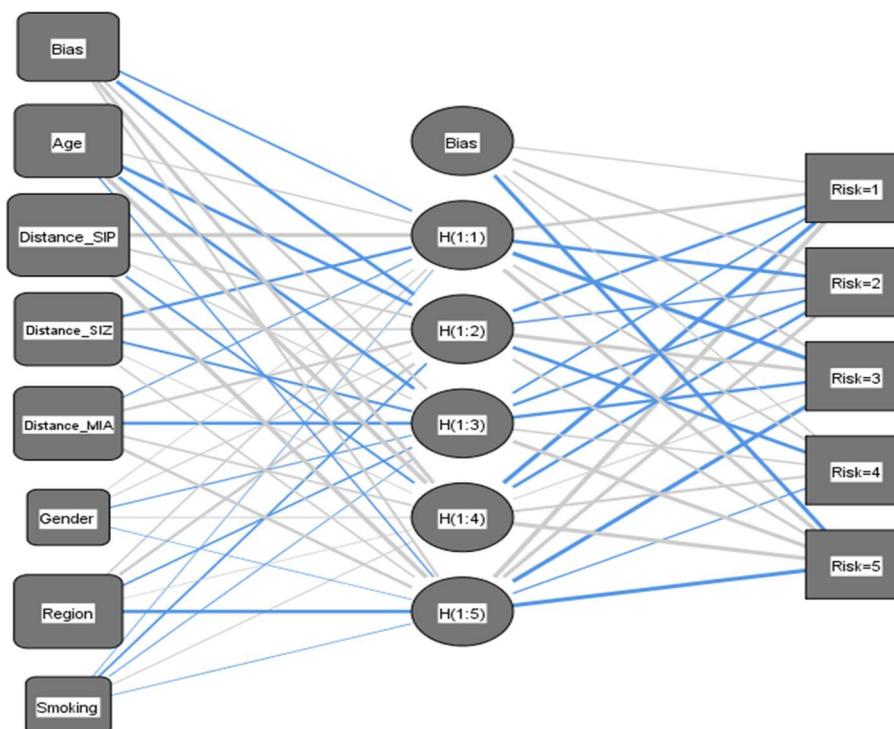 Bias
Age
Distance_SIP
Distance_SIZ
Distance_MIA
Gender
Region
Smoking
Bias
H(1:1)
H(1:2)
H(1:3)
H(1:4)
H(1:5)
Risk=1
Risk=2
Risk=3
Risk=4
Risk=5